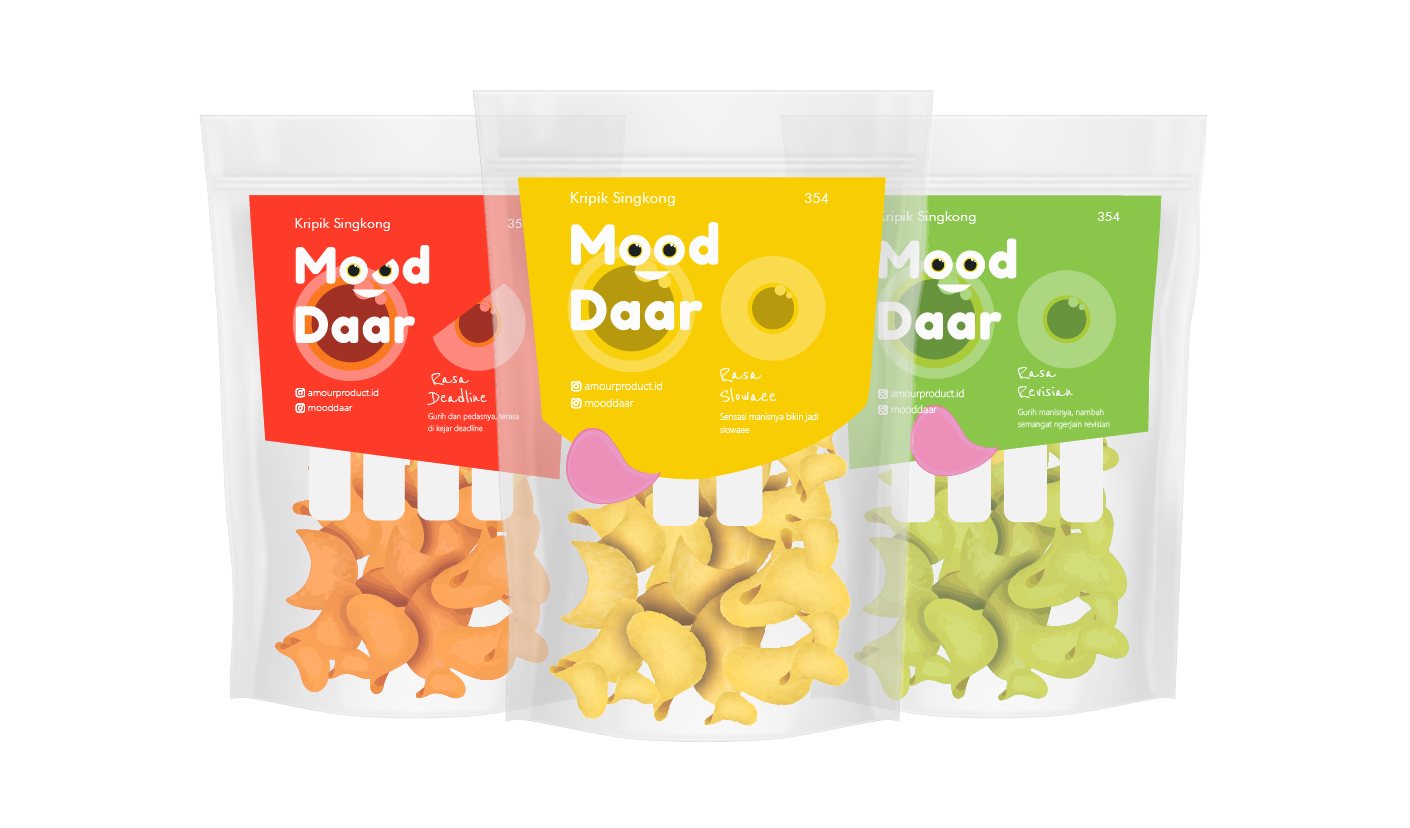 Kripik Singkong
35
Mood
Daar
amourproduct.id
mooddaar
Rasa
Deadline
Gurih dan pedasnya, terasa
di kejar deadline
Kripik Singkong
354
Mood
Daar
amourproduct.id
mooddaar
Rasa
Slowaee
Sensasi manisnya bikin jadi
slowaee
Kripik Singkong
354
Mood
Daar
amourproduct.id
mooddaar
Rasa
Revisian
Gurih manisnya, nambah
semangat ngerjain revisian